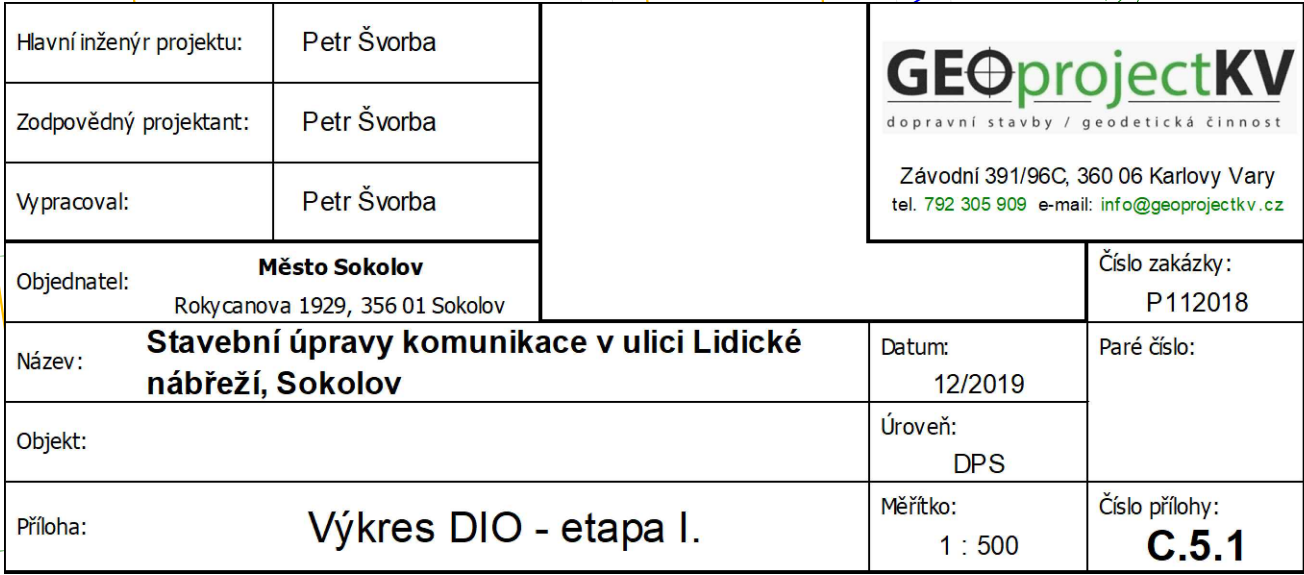 Hlavní inženýr projektu: Petr Švorba
Zodpovědný projektant: Petr Švorba
Vypracoval: Petr Švorba
GEOprojectKV
dopravní stavby / geodetická činnost
Závodní 391/96C, 360 06 Karlovy Vary
tel. 792 305 909 e-mail: info@geoprojectkv.cz
Objednatel: Město Sokolov
Rokycanova 1929, 356 01 Sokolov
Číslo zakázky:
P112018
Název: Stavební úpravy komunikace v ulici Lidické
nábřeží, Sokolov
Datum:
12/2019
Paré číslo:
Objekt:
Úroveň:
DPS
Příloha: Výkres DIO - etapa I.
Měřítko:
1 : 500
Číslo přílohy:
C.5.1